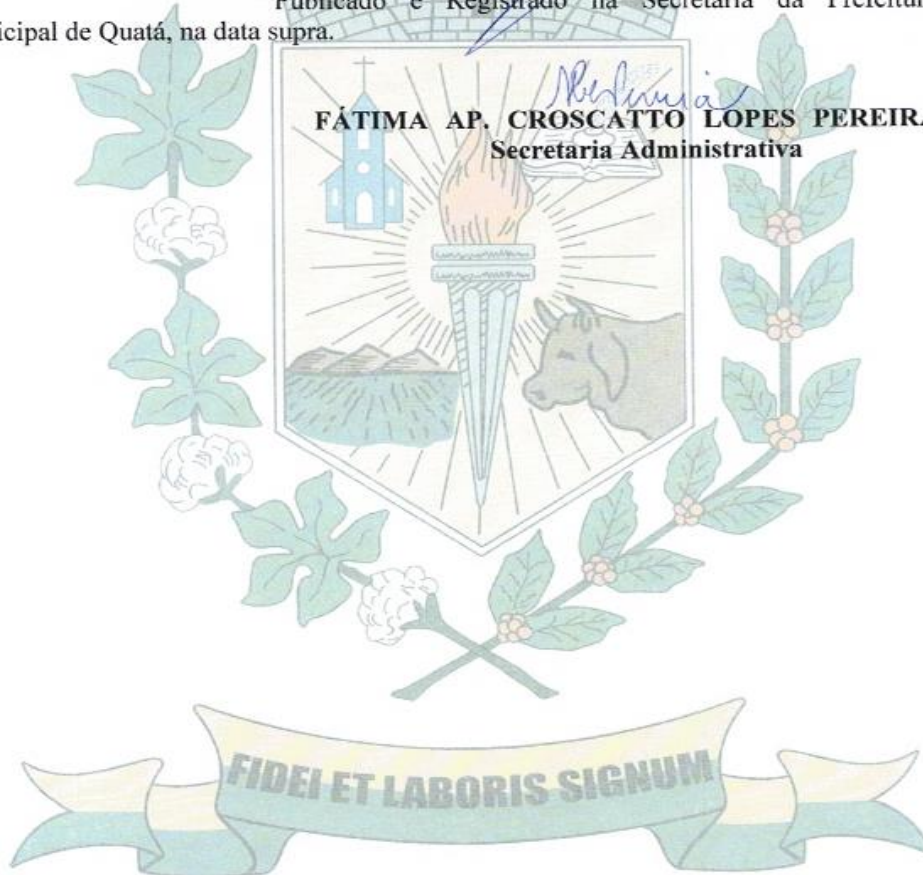 Publicado e Registrado na Secretaria da Prefeitur
icipal de Quatá, na data supra.
FÁTIMA AP. CROSCATTO LOPES PEREIRA
Secretaria Administrativa
FIDEI ET LABORIS SIGNUM